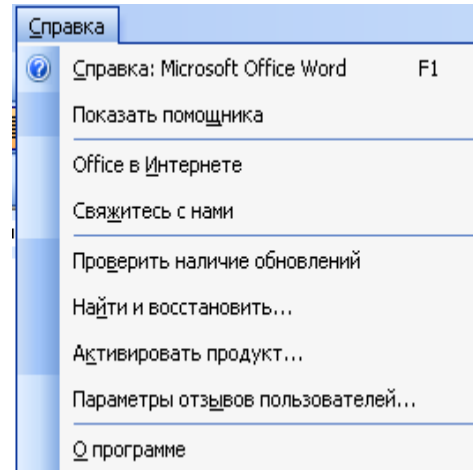 Справка
Справка: Microsoft Office Word F1
Показать помощника
Office в Интернете
Свяжитесь с нами
Проверить наличие обновлений
Найти и восстановить...
Активировать продукт...
Параметры отзывов пользователей...
О программе